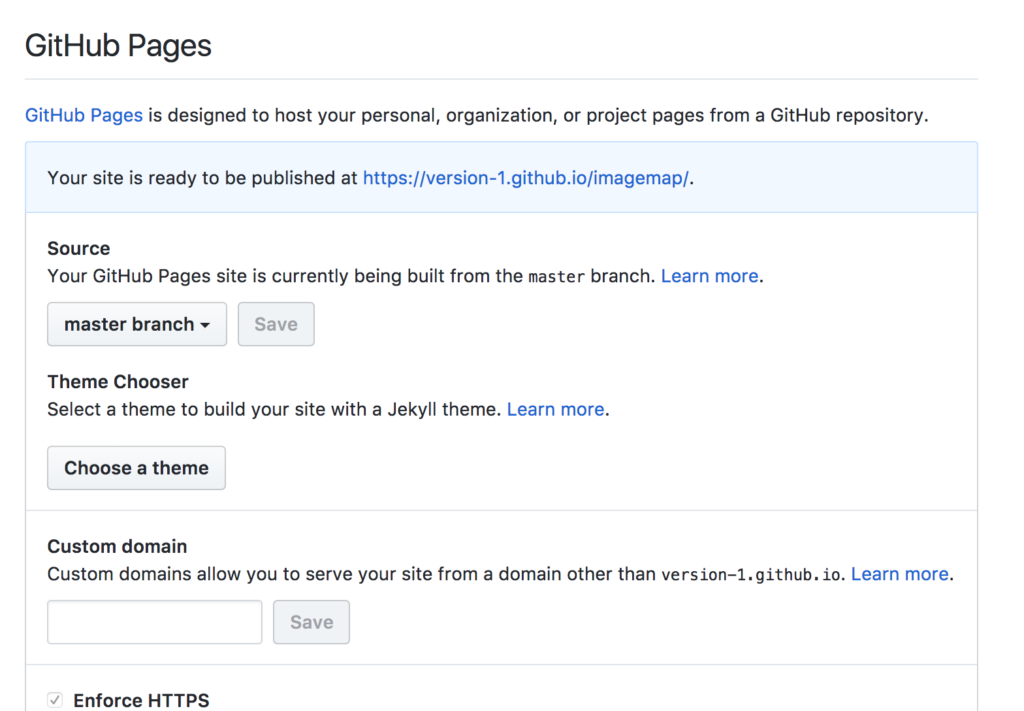 GitHub Pages
GitHub Pages is designed to host your personal, organization, or project pages from a GitHub repository.
Your site is ready to be published at https://version-1.github.io/imagemap/.
Source
Your GitHub Pages site is currently being built from the master branch. Learn more.
master branch Save
Theme Chooser
Select a theme to build your site with a Jekyll theme. Learn more.
Choose a theme
Custom domain
Custom domains allow you to serve your site from a domain other than version-1.github.io. Learn more.
Save
Enforce HTTPS